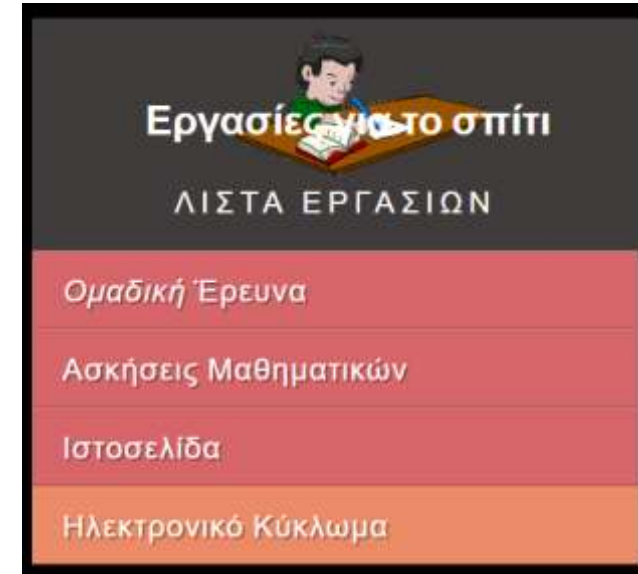 Εργασίες για το σπίτι
ΛΙΣΤΑ ΕΡΓΑΣΙΩΝ
Ομαδική Έρευνα
Ασκήσεις Μαθηματικών
Ιστοσελίδα
Ηλεκτρονικό Κύκλωμα